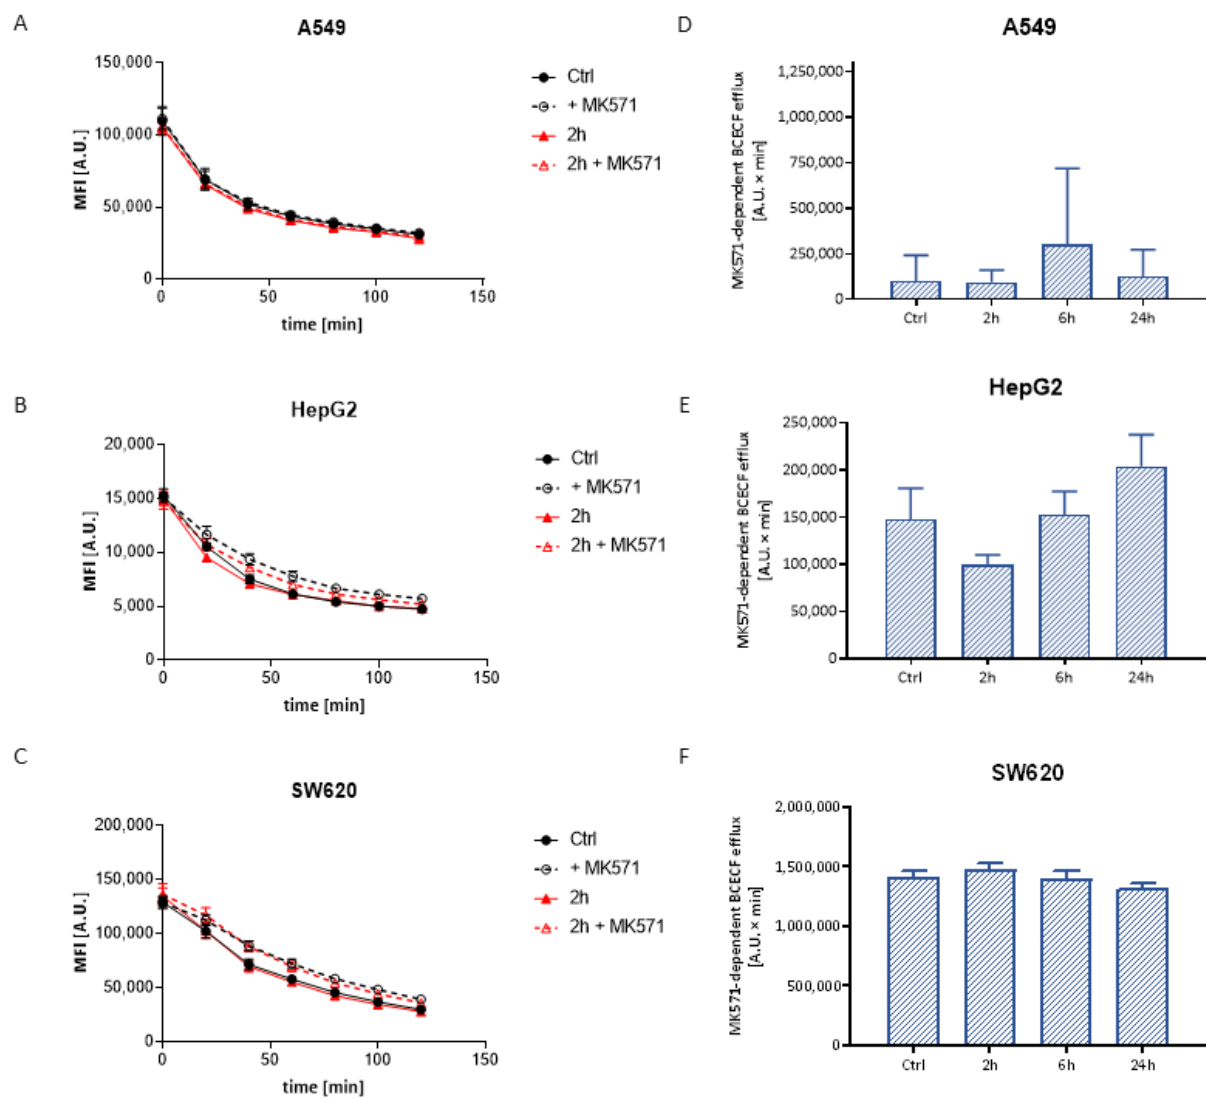 A
A549
150,000
100,000
50,000
0
MFI [A.U.]
0
50
100
150
time [min]
Ctrl
+ MK571
2h
2h + MK571
D
A549
MK571-dependent BCECF efflux
[A.U. × min]
1,250,000
1,000,000
750,000
500,000
250,000
0
Ctrl
2h
6h
24h
B
HepG2
20,000
15,000
10,000
5,000
0
MFI [A.U.]
0
50
100
150
time [min]
Ctrl
+ MK571
2h
2h + MK571
E
HepG2
MK571-dependent BCECF efflux
[A.U. × min]
250,000
200,000
150,000
100,000
50,000
0
Ctrl
2h
6h
24h
C
SW620
200,000
150,000
100,000
50,000
0
MFI [A.U.]
0
50
100
150
time [min]
Ctrl
+ MK571
2h
2h + MK571
F
SW620
MK571-dependent BCECF efflux
[A.U. × min]
2,000,000
1,500,000
1,000,000
500,000
0
Ctrl
2h
6h
24h